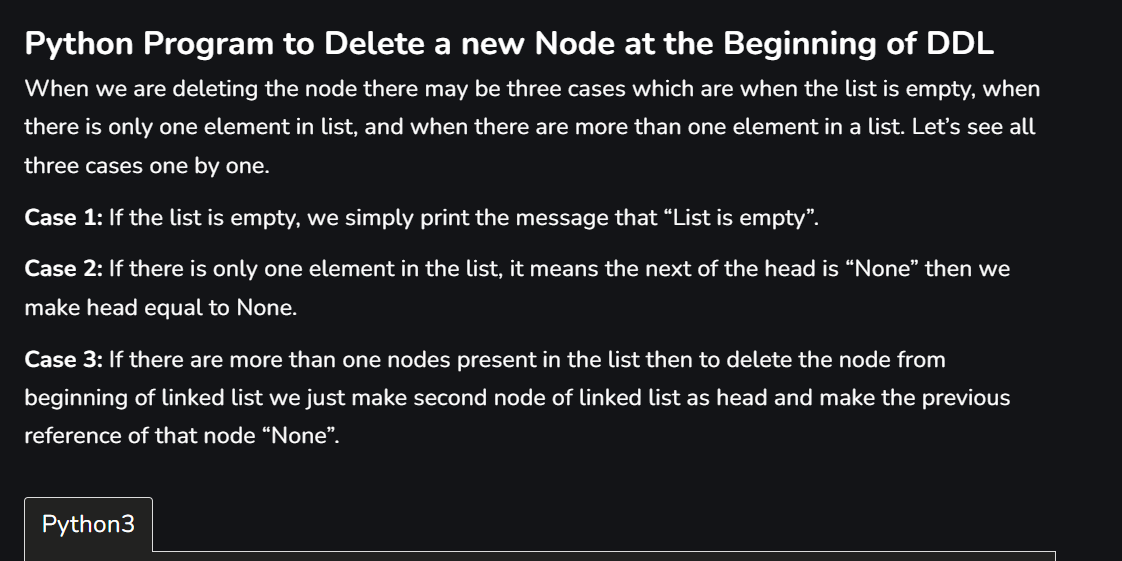 Python Program to Delete a new Node at the Beginning of DDL
When we are deleting the node there may be three cases which are when the list is empty, when
there is only one element in list, and when there are more than one element in a list. Let’s see all
three cases one by one.
Case 1: If the list is empty, we simply print the message that “List is empty”.
Case 2: If there is only one element in the list, it means the next of the head is “None” then we
make head equal to None.
Case 3: If there are more than one nodes present in the list then to delete the node from
beginning of linked list we just make second node of linked list as head and make the previous
reference of that node “None”.
Python3